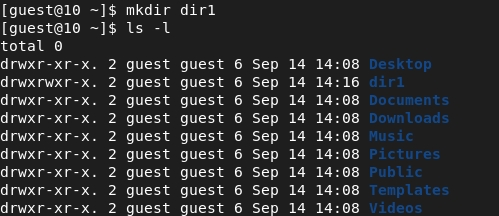 [guest@10 ~]$ mkdir dir1
[guest@10 ~]$ ls -l
total 0
drwxr-xr-x. 2 guest guest 6 Sep 14 14:08 Desktop
drwxrwxr-x. 2 guest guest 6 Sep 14 14:16 dir1
drwxr-xr-x. 2 guest guest 6 Sep 14 14:08 Documents
drwxr-xr-x. 2 guest guest 6 Sep 14 14:08 Downloads
drwxr-xr-x. 2 guest guest 6 Sep 14 14:08 Music
drwxr-xr-x. 2 guest guest 6 Sep 14 14:08 Pictures
drwxr-xr-x. 2 guest guest 6 Sep 14 14:08 Public
drwxr-xr-x. 2 guest guest 6 Sep 14 14:08 Templates
drwxr-xr-x. 2 guest guest 6 Sep 14 14:08 Videos